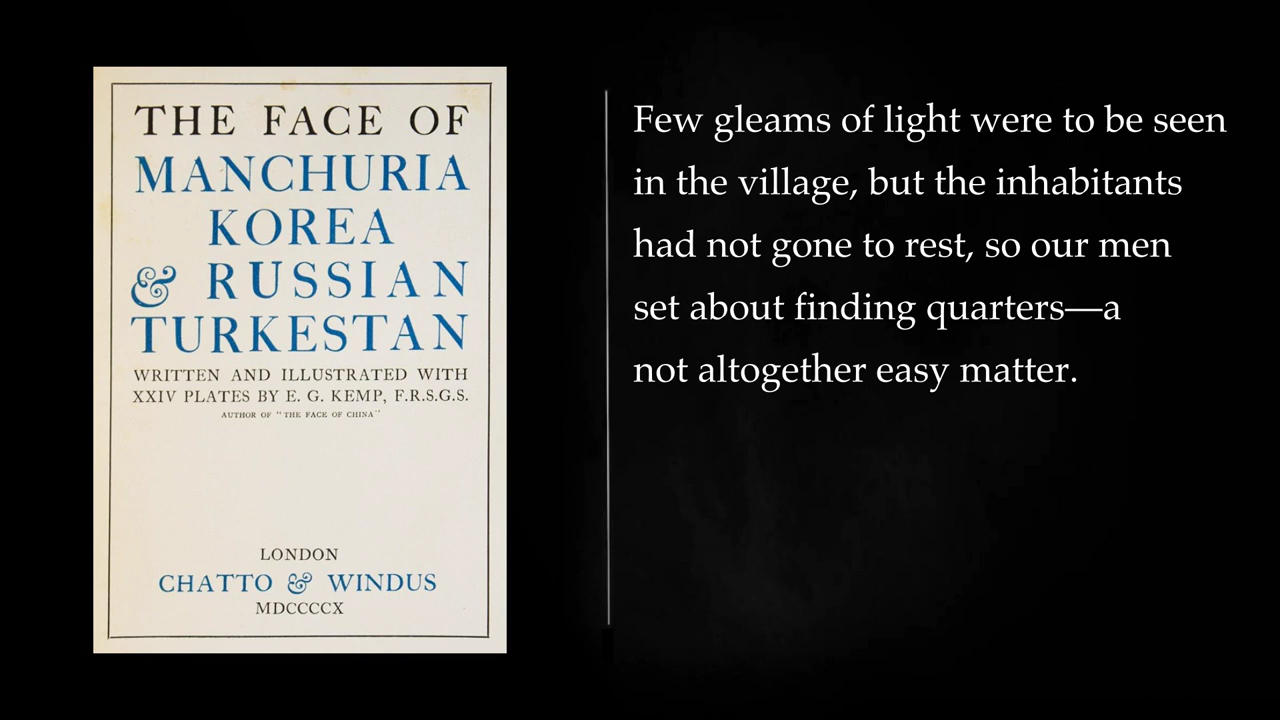 THE FACE OF
MANCHURIA
KOREA
& RUSSIAN
TURKESTAN
WRITTEN AND ILLUSTRATED WITH
XXIV PLATES BY E. G. KEMP, F.R.S.G.S.
AUTHOR OF "THE FACE OF CHINA"
LONDON
CHATTO & WINDUS
MDCCCCX
Few gleams of light were to be seen
in the village, but the inhabitants
had not gone to rest, so our men
set about finding quarters—a
not altogether easy matter.